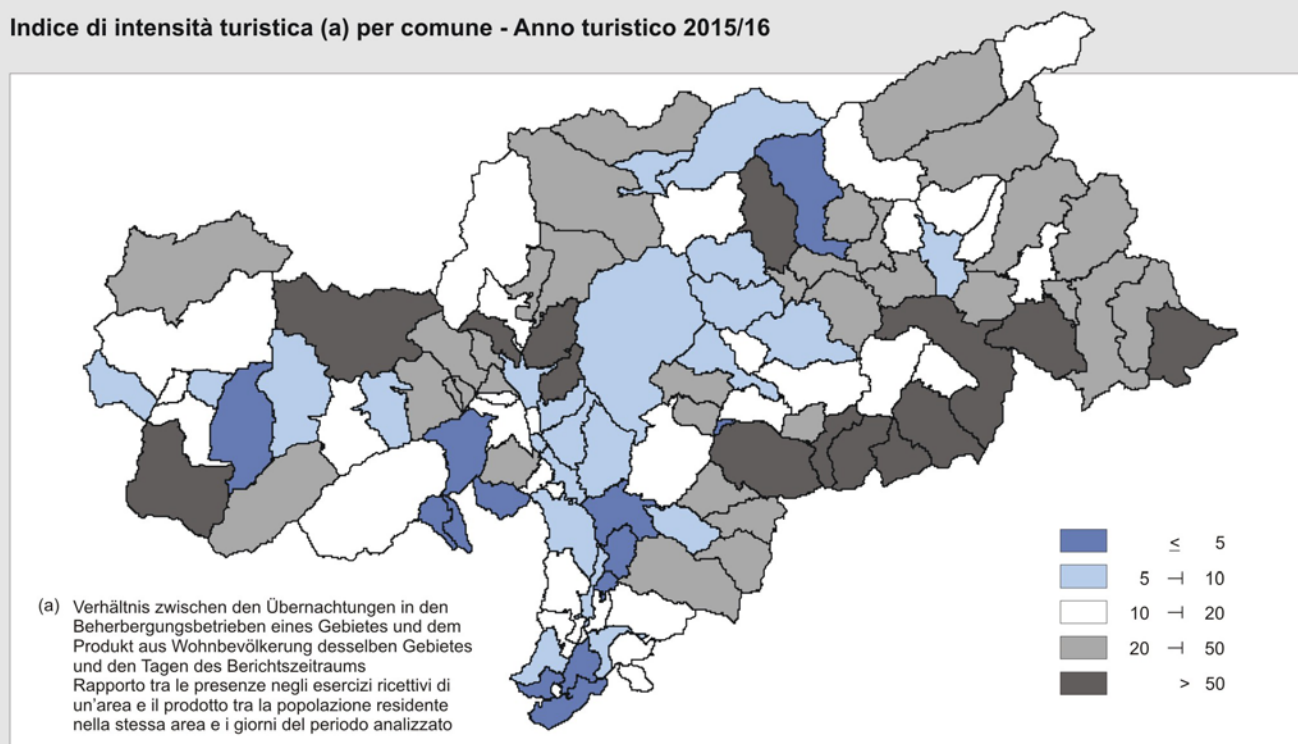 Indice di intensità turistica (a) per comune - Anno turistico 2015/16
≤ 5
5 ⊣ 10
10 ⊣ 20
20 ⊣ 50
> 50
(a) Verhältnis zwischen den Übernachtungen in den
Beherbergungsbetrieben eines Gebietes und dem
Produkt aus Wohnbevölkerung desselben Gebietes
und den Tagen des Berichtszeitraums
Rapporto tra le presenze negli esercizi ricettivi di
un'area e il prodotto tra la popolazione residente
nella stessa area e i giorni del periodo analizzato